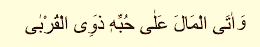 وَ اٰتَى الْمَالَ عَلٰى حُبِّهٖ ذَوِى الْقُرْبٰى